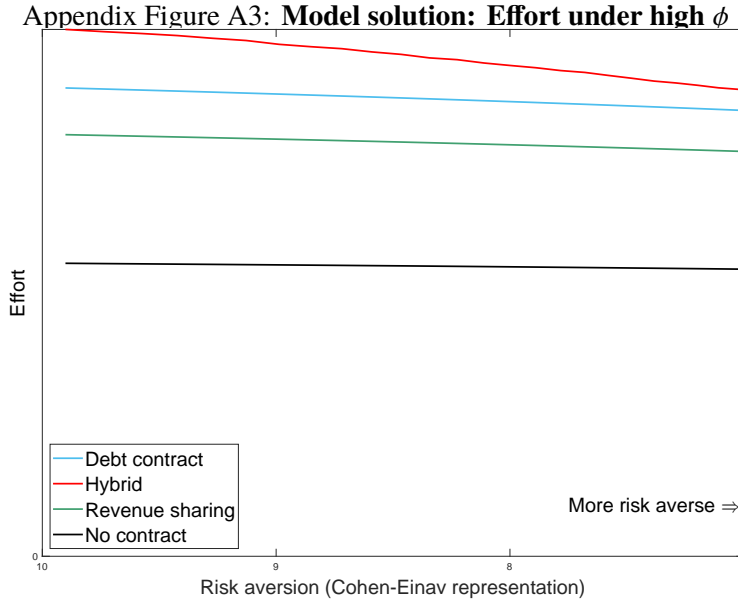 Appendix Figure A3: Model solution: Effort under high ϕ
Effort
Debt contract
Hybrid
Revenue sharing
No contract
More risk averse ⇒
0
10
9
8
Risk aversion (Cohen-Einav representation)